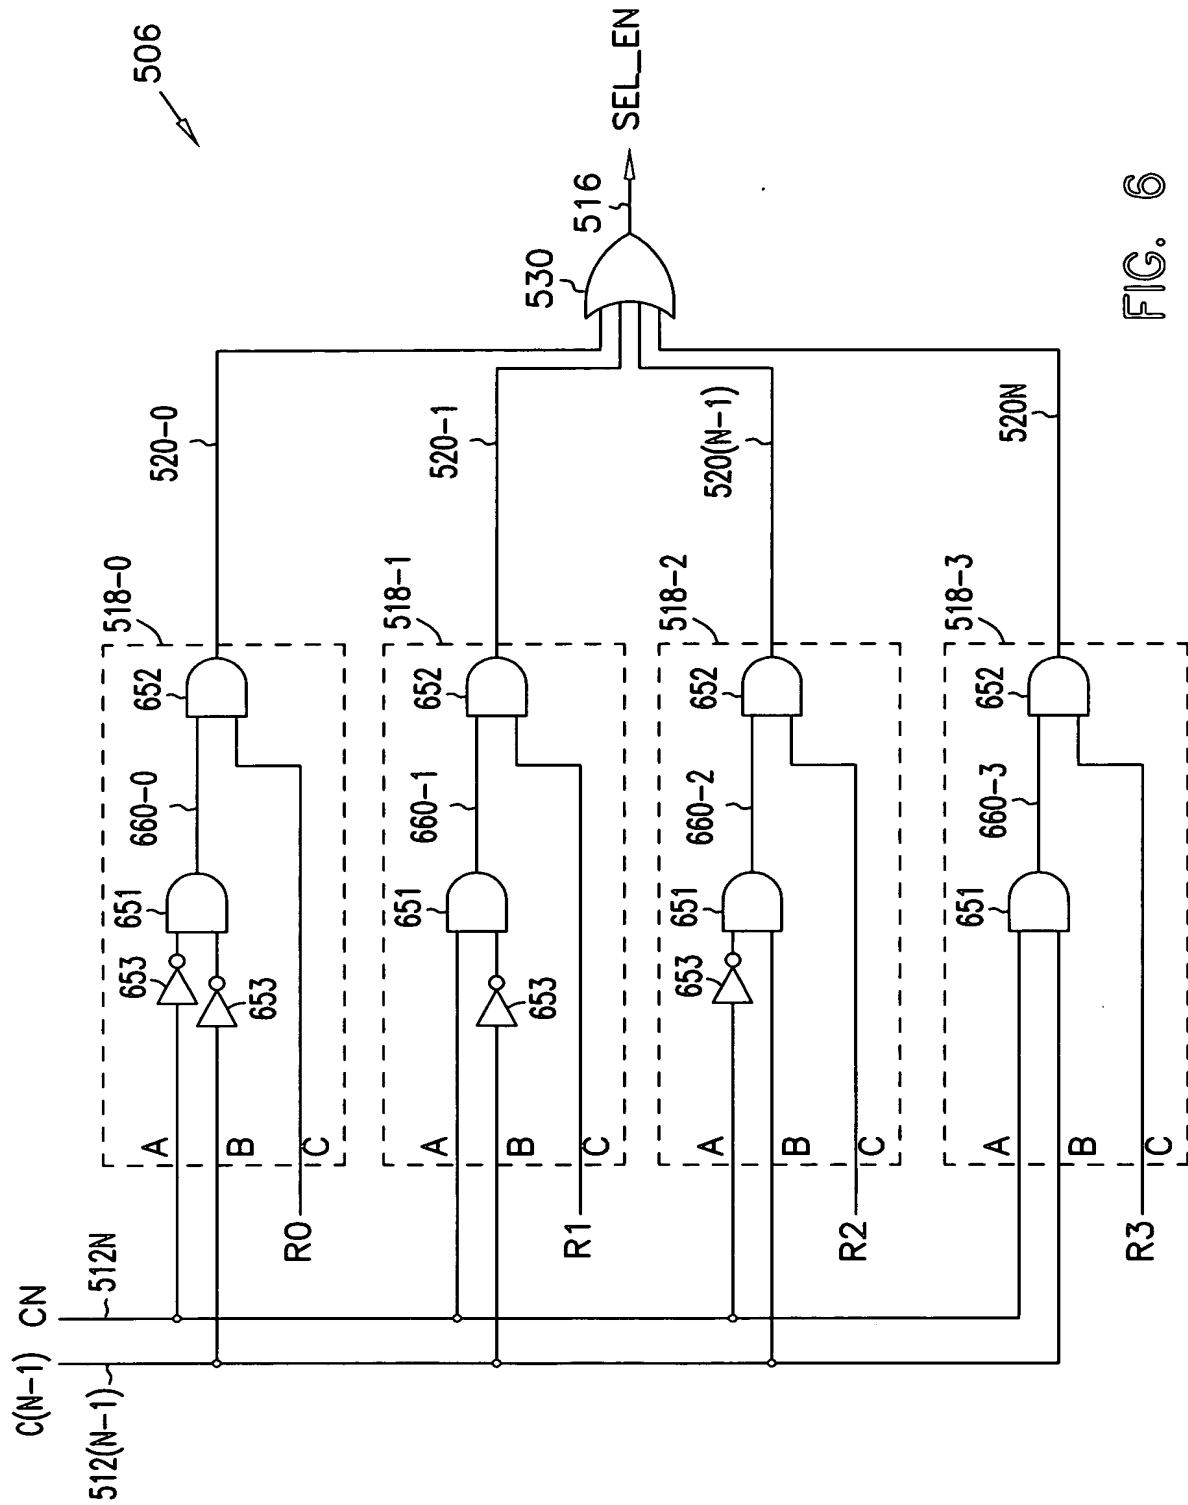 506
C(N-1)
CN
512(N-1)
512N
A
B
C
R0
653
653
651
660-0
652
518-0
520-0
A
B
C
R1
653
651
660-1
652
518-1
520-1
530
516
SEL_EN
A
B
C
R2
653
651
660-2
652
518-2
520(N-1)
A
B
C
R3
651
660-3
652
518-3
520N
FIG. 6